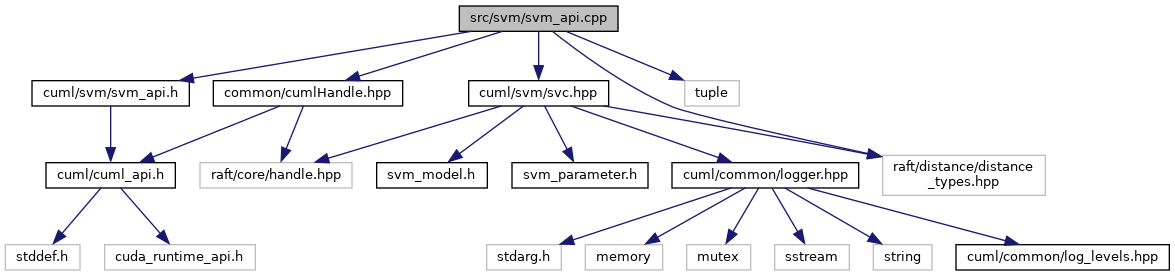 src/svm/svm_api.cpp
cuml/svm/svm_api.h
common/cumlHandle.hpp
cuml/svm/svc.hpp
tuple
cuml/cuml_api.h
raft/core/handle.hpp
svm_model.h
svm_parameter.h
cuml/common/logger.hpp
raft/distance/distance
_types.hpp
stddef.h
cuda_runtime_api.h
stdarg.h
memory
mutex
sstream
string
cuml/common/log_levels.hpp